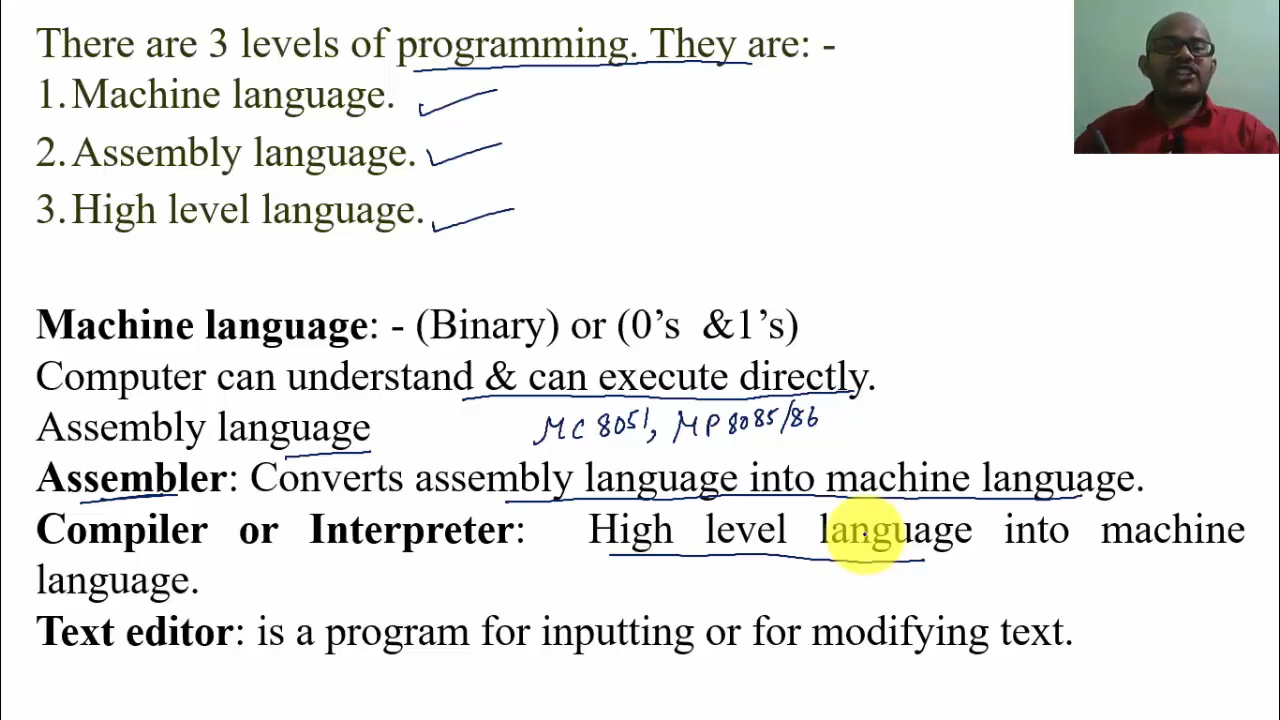 There are 3 levels of programming. They are: -
1. Machine language.
2. Assembly language.
3. High level language.
Machine language: - (Binary) or (0’s &1’s)
Computer can understand & can execute directly.
Assembly language
MC 8051, MP 8085/86
Assembler: Converts assembly language into machine language.
Compiler or Interpreter: High level language into machine
language.
Text editor: is a program for inputting or for modifying text.